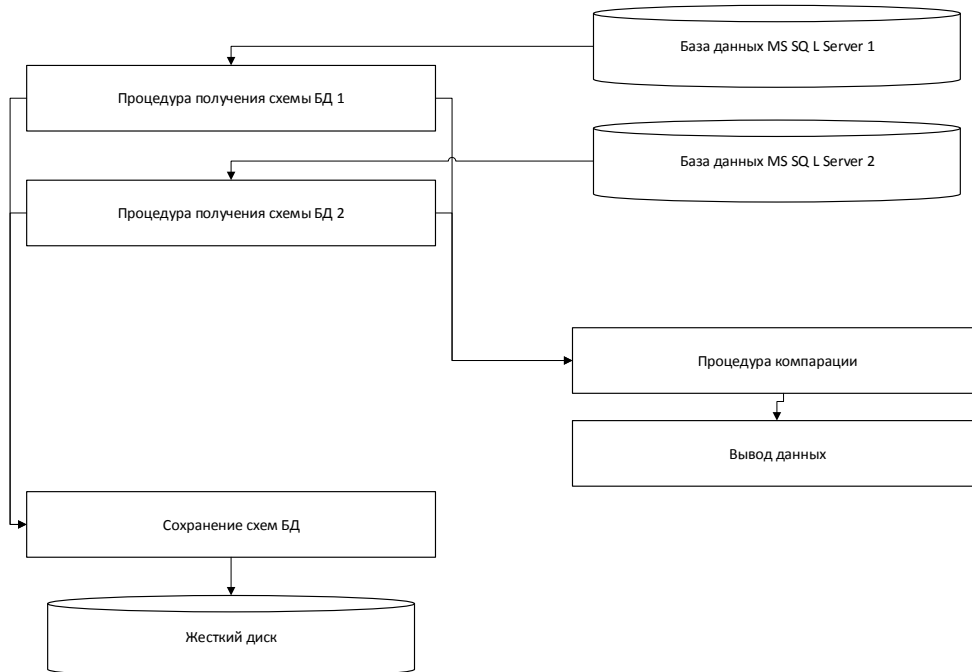 База данных MS SQ L Server 1
Процедура получения схемы БД 1
База данных MS SQ L Server 2
Процедура получения схемы БД 2
Процедура компарации
Вывод данных
Сохранение схем БД
Жесткий диск